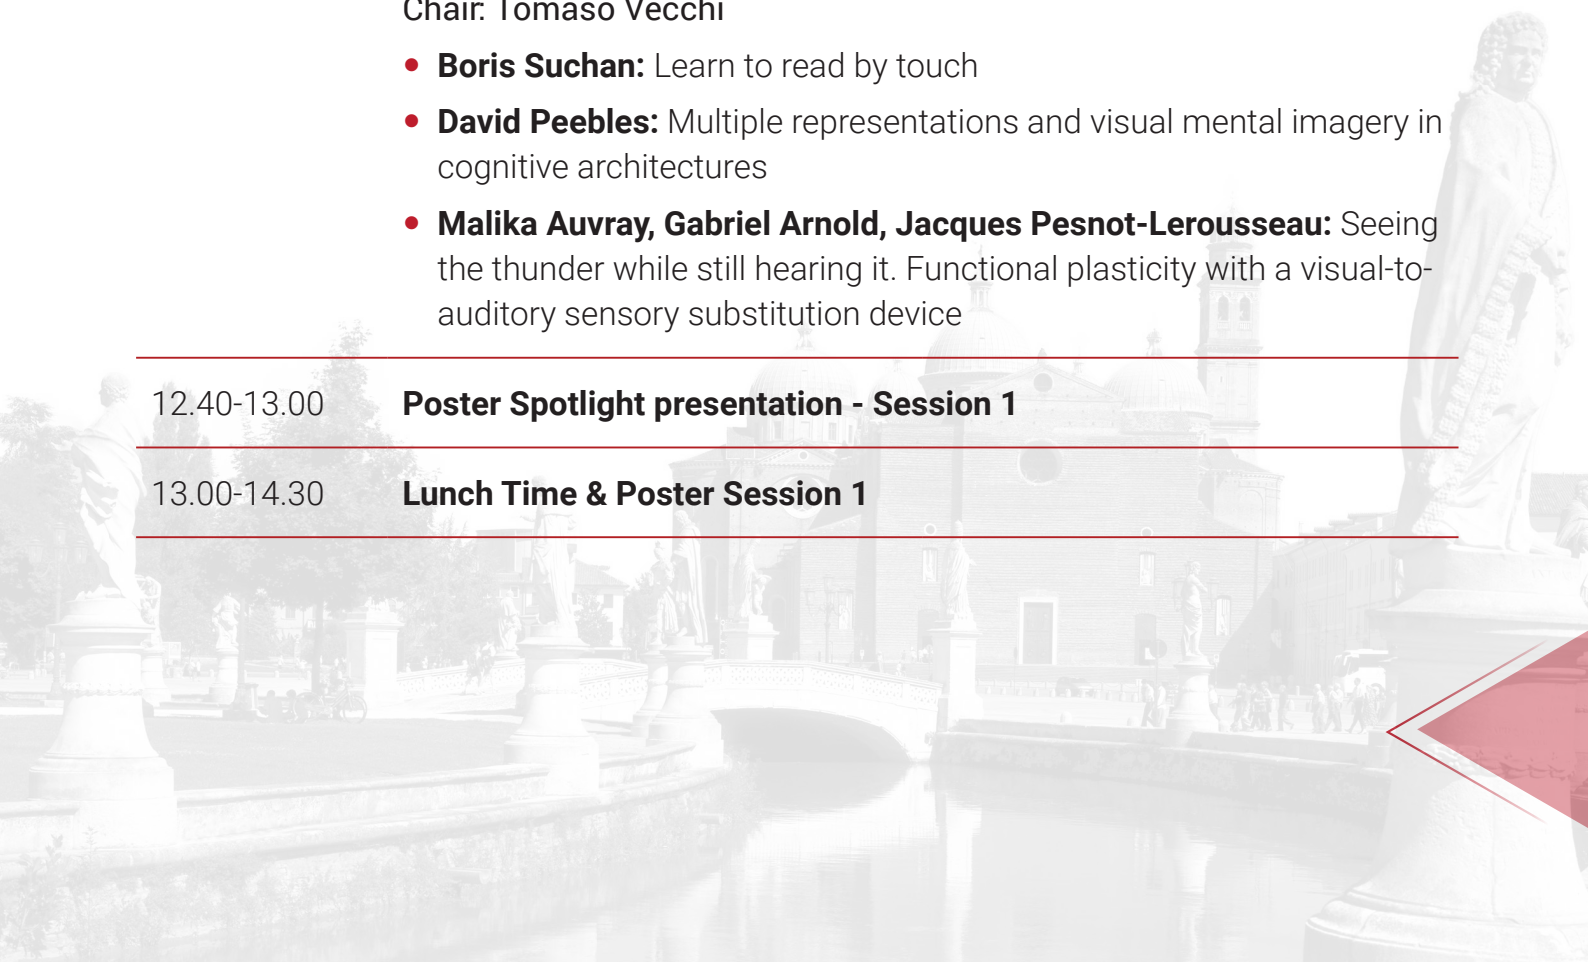 Chair: Tomaso Vecchi
• Boris Suchan: Learn to read by touch
• David Peebles: Multiple representations and visual mental imagery in
cognitive architectures
• Malika Auvray, Gabriel Arnold, Jacques Pesnot-Lerousseau: Seeing
the thunder while still hearing it. Functional plasticity with a visual-to-
auditory sensory substitution device
12.40-13.00 Poster Spotlight presentation - Session 1
13.00-14.30 Lunch Time & Poster Session 1